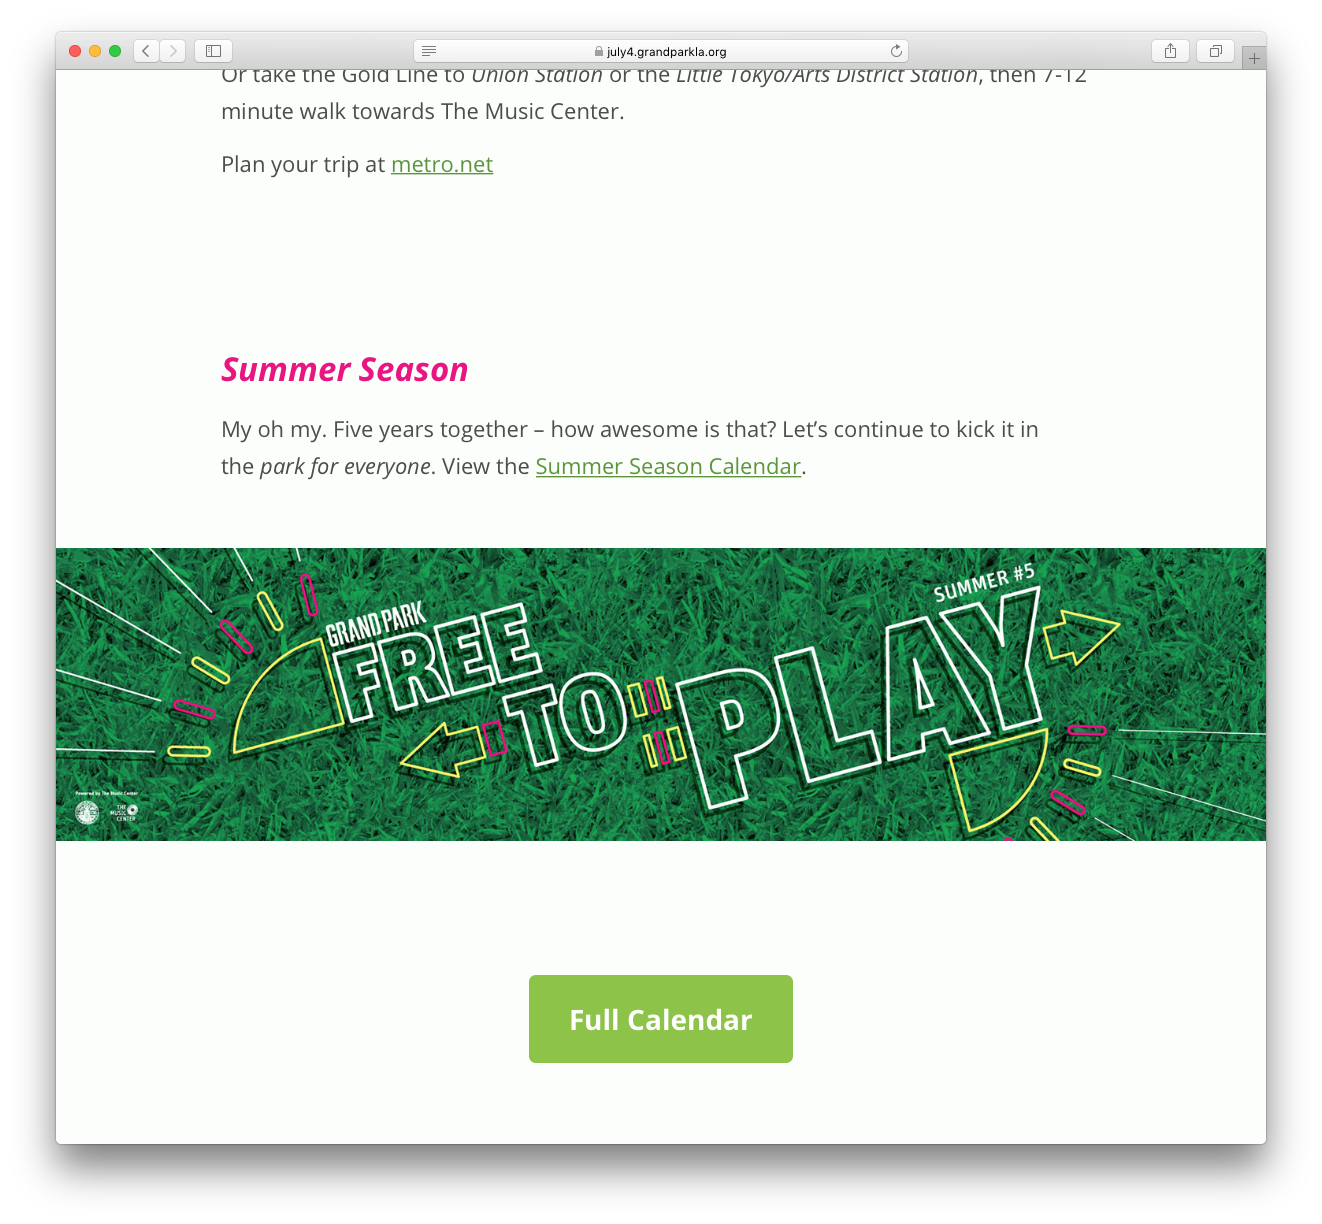 july4.grandparkla.org
Or take the Gold Line to Union Station or the Little Tokyo/Arts District Station, then 7-12
minute walk towards The Music Center.
Plan your trip at metro.net
Summer Season
My oh my. Five years together – how awesome is that? Let’s continue to kick it in
the park for everyone. View the Summer Season Calendar.
GRAND PARK
FREE
TO
SUMMER #5
PLAY
Powered by The Music Center
THE
MUSIC
CENTER
Full Calendar